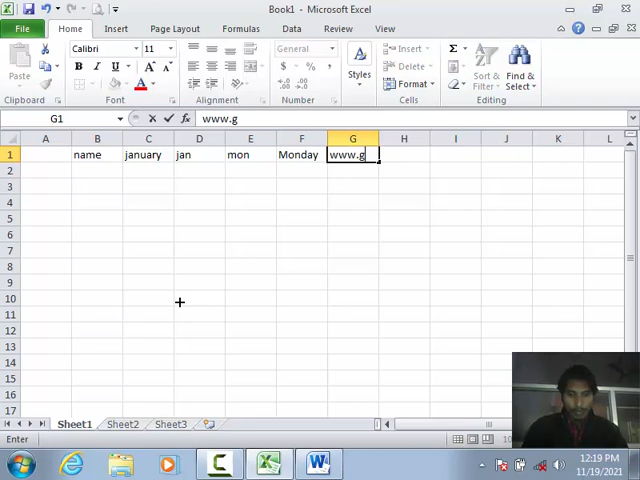 Book1 - Microsoft Excel
File Home Insert Page Layout Formulas Data Review View
Paste
Clipboard
Calibri 11
B I U A
Font
Alignment
General
$ % ,
Number
Styles
Insert
Delete
Format
Cells
Σ
Sort & Filter
Find & Select
Editing
G1 fx www.g
A B C D E F G H I J K L
1 name january jan mon Monday www.g
2
3
4
5
6
7
8
9
10
11
12
13
14
15
16
17
Sheet1 Sheet2 Sheet3
Enter
12:19 PM
11/19/2021